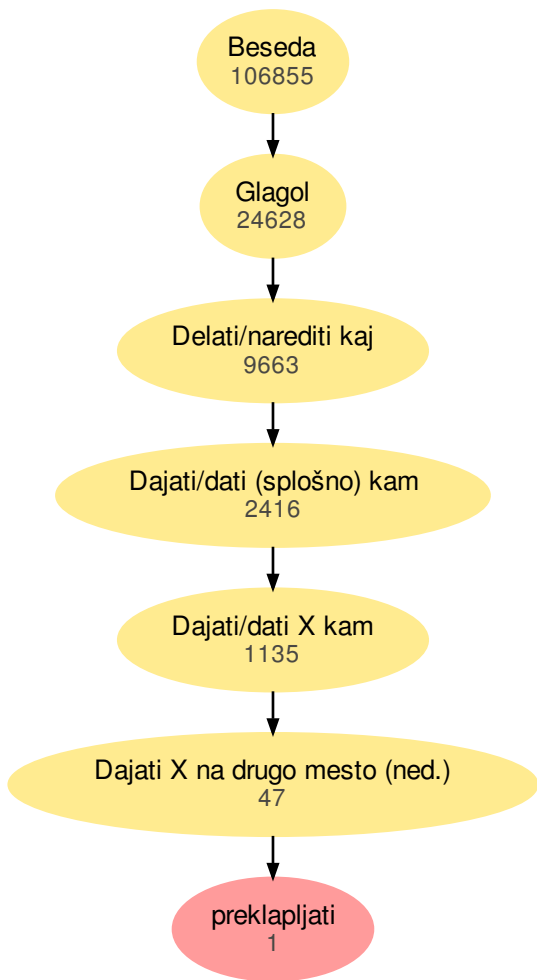 Beseda
106855
Glagol
24628
Delati/narediti kaj
9663
Dajati/dati (splošno) kam
2416
Dajati/dati X kam
1135
Dajati X na drugo mesto (ned.)
47
preklapljati
1